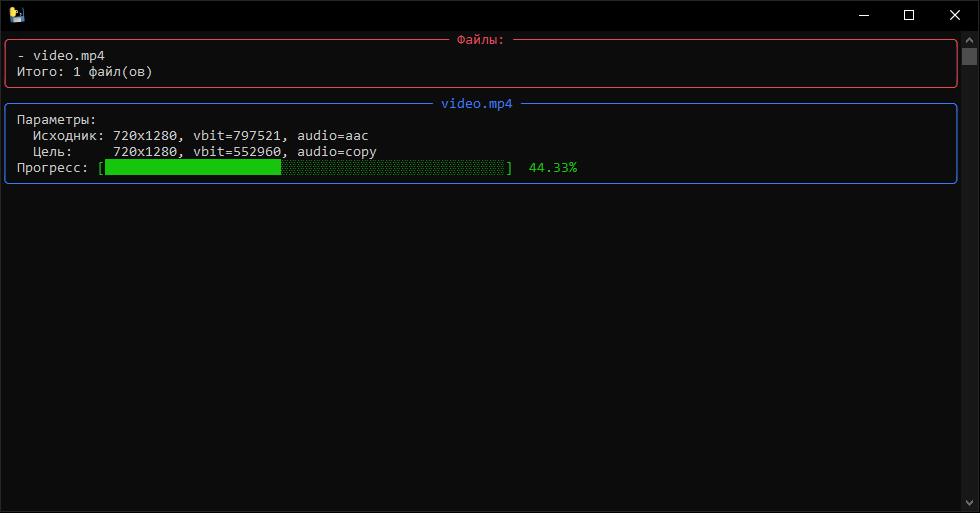 Файлы:
- video.mp4
Итого: 1 файл(ов)
video.mp4
Параметры:
Исходник: 720x1280, vbit=797521, audio=aac
Цель: 720x1280, vbit=552960, audio=copy
Прогресс: [] 44.33%